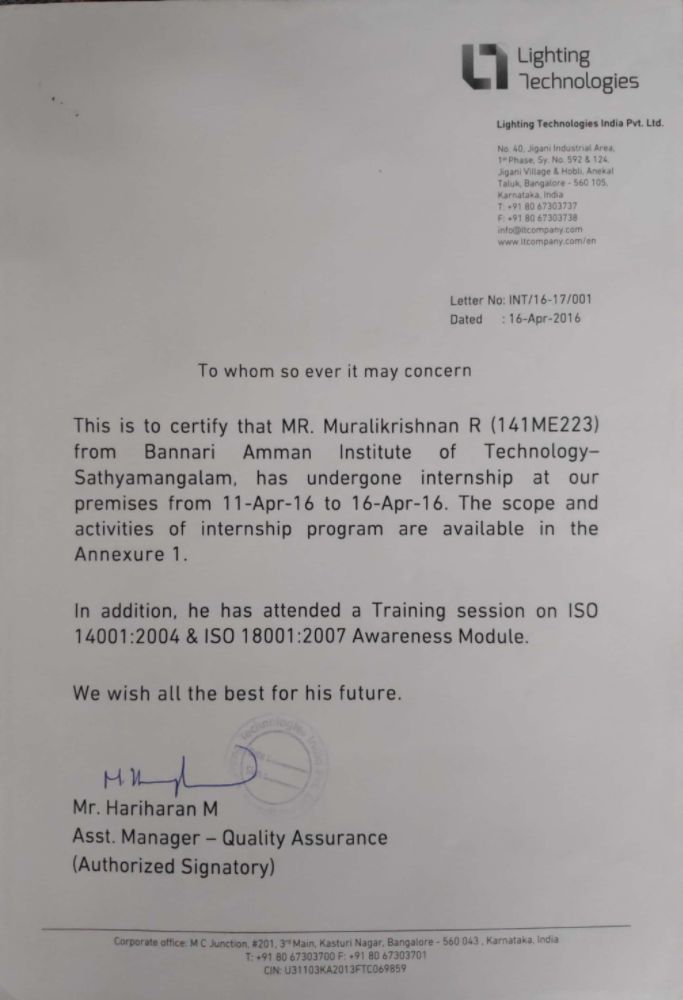 Lighting
Technologies
Lighting Technologies India Pvt. Ltd.
No. 40, Jigani Industrial Area,
1st Phase, Sy. No. 592 & 124,
Jigani Village & Hobli, Anekal
Taluk, Bangalore - 560 105,
Karnataka, India
T: +91 80 67303737
F: +91 80 67303738
info@ltcompany.com
www.ltcompany.com/en
Letter No: INT/16-17/001
Dated : 16-Apr-2016
To whom so ever it may concern
This is to certify that MR. Muralikrishnan R (141ME223)
from Bannari Amman Institute of Technology–
Sathyamangalam, has undergone internship at our
premises from 11-Apr-16 to 16-Apr-16. The scope and
activities of internship program are available in the
Annexure 1.
In addition, he has attended a Training session on ISO
14001:2004 & ISO 18001:2007 Awareness Module.
We wish all the best for his future.
Mr. Hariharan M
Asst. Manager – Quality Assurance
(Authorized Signatory)
Corporate office: M C Junction, #201, 3rd Main, Kasturi Nagar, Bangalore - 560 043 , Karnataka, India
T: +91 80 67303700 F: +91 80 67303701
CIN: U31103KA2013FTC069859